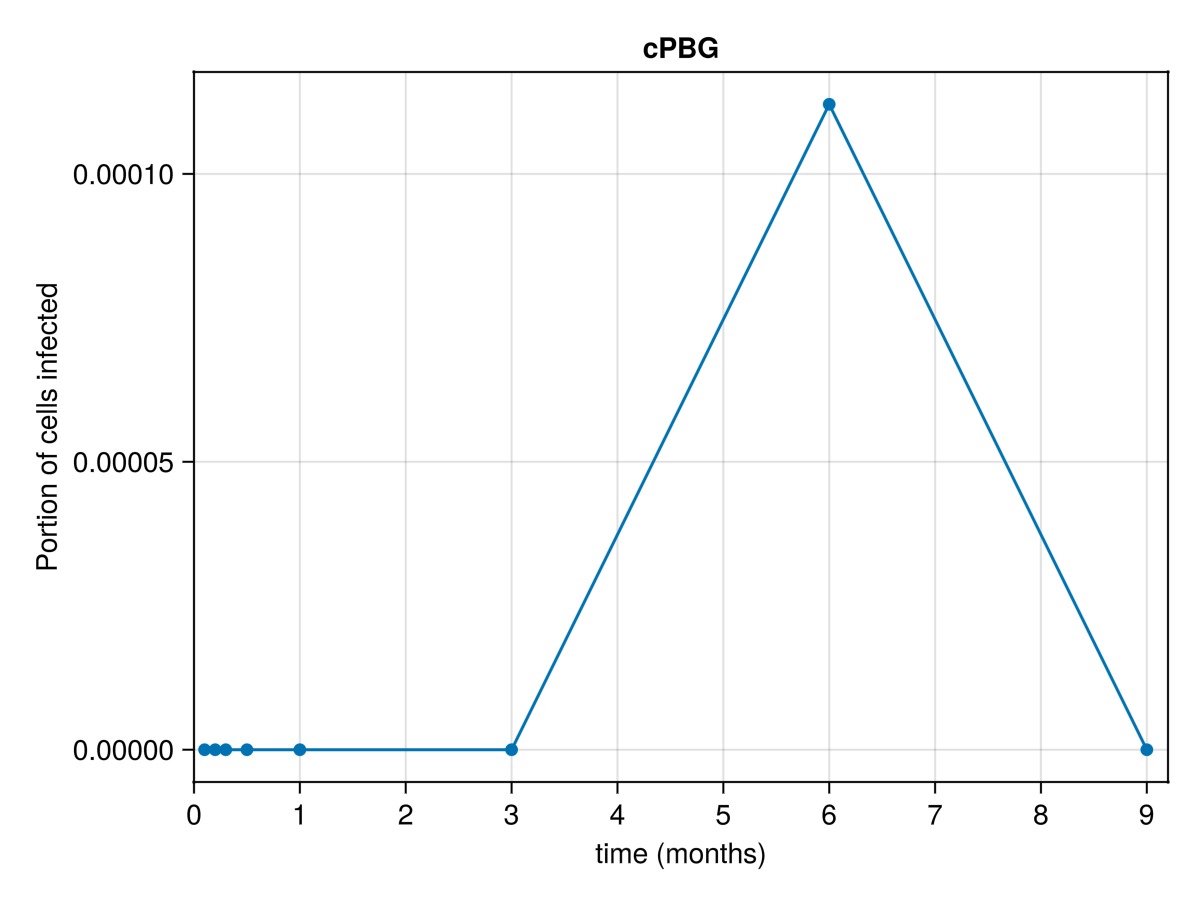 cPBG
Portion of cells infected
0.00010
0.00005
0.00000
0 1 2 3 4 5 6 7 8 9
time (months)